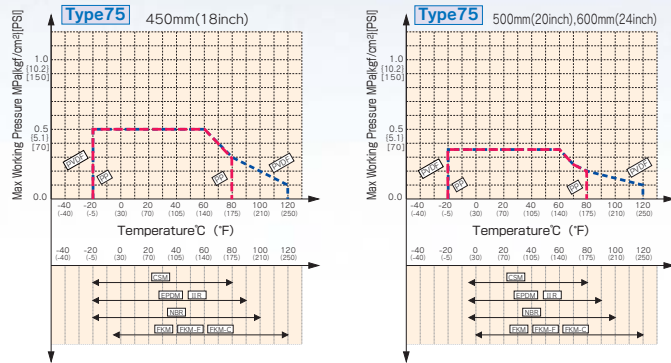 Type75 450mm(18inch)
Max Working Pressure MPa{kgf/cm²}[PSI]
1.0
{10.2}
[150]
0.5
{5.1}
[70]
0.0
PVDF
PP
PP
PVDF
-40 -20 0 20 40 60 80 100 120
(-40) (-5) (30) (70) (105) (140) (175) (210) (250)
Temperature℃ (°F)
-40 -20 0 20 40 60 80 100 120
(-40) (-5) (30) (70) (105) (140) (175) (210) (250)
CSM
EPDM IIR
NBR
FKM FKM-F FKM-C
Type75 500mm(20inch),600mm(24inch)
Max Working Pressure MPa{kgf/cm²}[PSI]
1.0
{10.2}
[150]
0.5
{5.1}
[70]
0.0
PVDF
PP
PP
PVDF
-40 -20 0 20 40 60 80 100 120
(-40) (-5) (30) (70) (105) (140) (175) (210) (250)
Temperature℃ (°F)
-40 -20 0 20 40 60 80 100 120
(-40) (-5) (30) (70) (105) (140) (175) (210) (250)
CSM
EPDM IIR
NBR
FKM FKM-F FKM-C